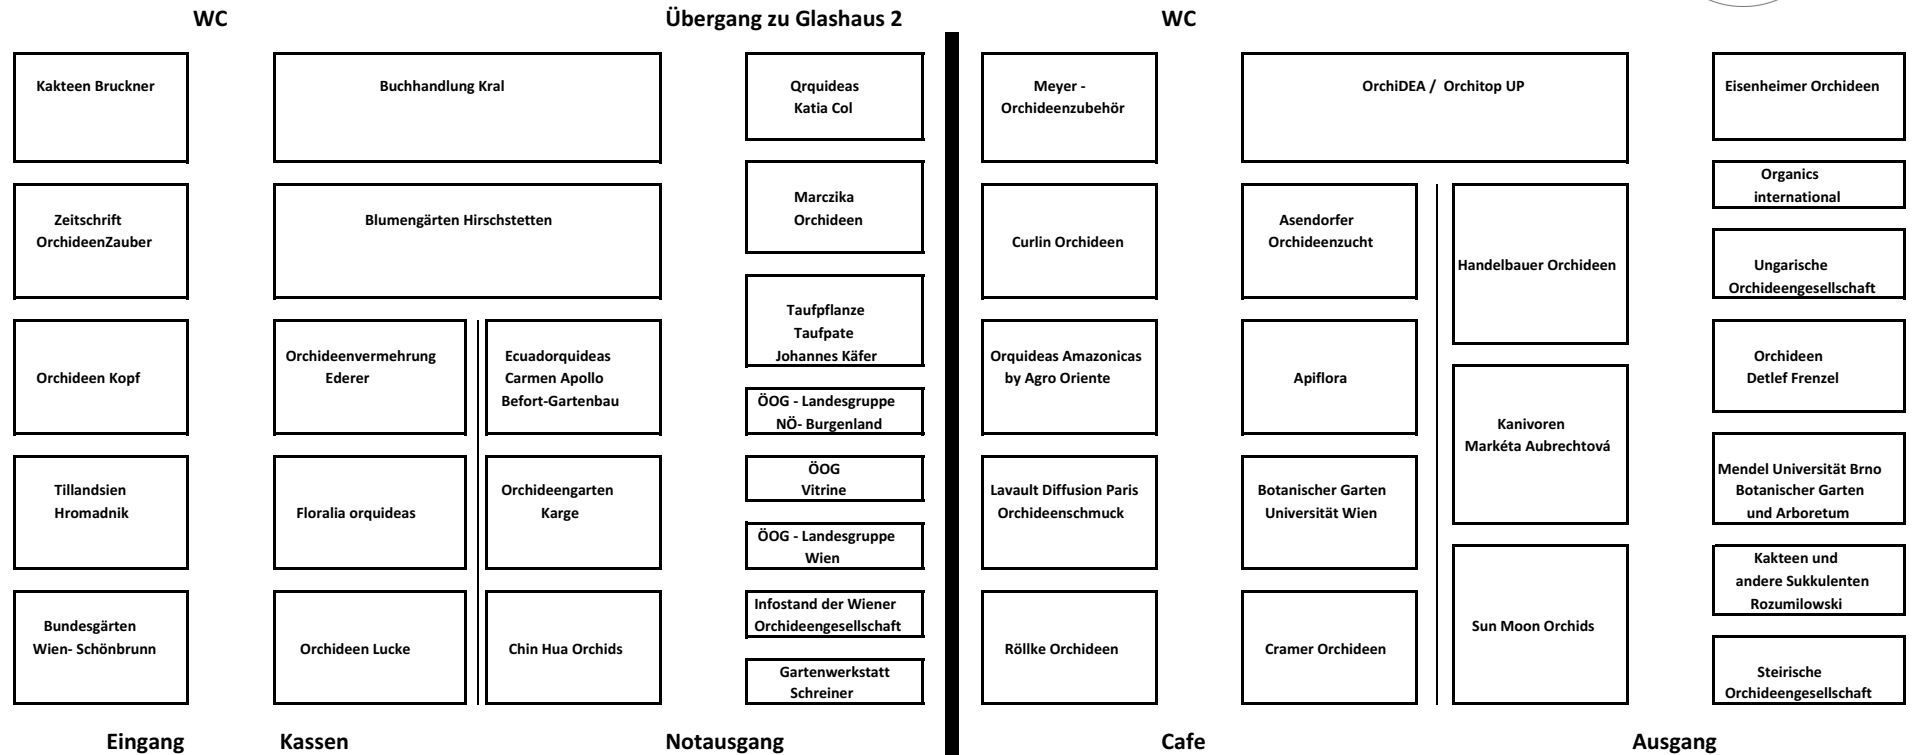 WC
Übergang zu Glashaus 2
WC
Kakteen Bruckner
Buchhandlung Kral
Qrquideas
Katia Col
Meyer -
Orchideenzubehör
OrchiDEA / Orchitop UP
Eisenheimer Orchideen
Zeitschrift
OrchideenZauber
Blumengärten Hirschstetten
Marczika
Orchideen
Curlin Orchideen
Asendorfer
Orchideenzucht
Handelbauer Orchideen
Organics
international
Ungarische
Orchideengesellschaft
Orchideen Kopf
Orchideenvermehrung
Ederer
Ecuadorquideas
Carmen Apollo
Befort-Gartenbau
Taufpflanze
Taufpate
Johannes Käfer
ÖOG - Landesgruppe
NÖ- Burgenland
Orquideas Amazonicas
by Agro Oriente
Apiflora
Kanivoren
Markéta Aubrechtová
Orchideen
Detlef Frenzel
Tillandsien
Hromadnik
Floralia orquideas
Orchideengarten
Karge
ÖOG
Vitrine
ÖOG - Landesgruppe
Wien
Lavault Diffusion Paris
Orchideenschmuck
Botanischer Garten
Universität Wien
Mendel Universität Brno
Botanischer Garten
und Arboretum
Bundesgärten
Wien- Schönbrunn
Orchideen Lucke
Chin Hua Orchids
Infostand der Wiener
Orchideengesellschaft
Gartenwerkstatt
Schreiner
Röllke Orchideen
Cramer Orchideen
Sun Moon Orchids
Kakteen und
andere Sukkulenten
Rozumilowski
Steirische
Orchideengesellschaft
Eingang
Kassen
Notausgang
Cafe
Ausgang